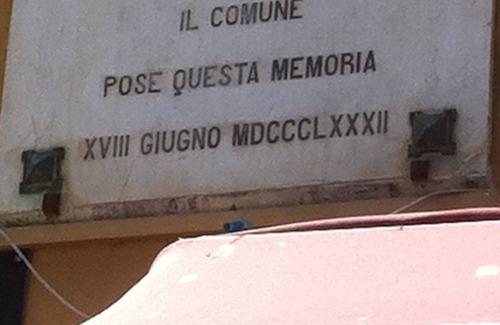 IL COMUNE
POSE QUESTA MEMORIA
XVIII GIUGNO MDCCCLXXXII